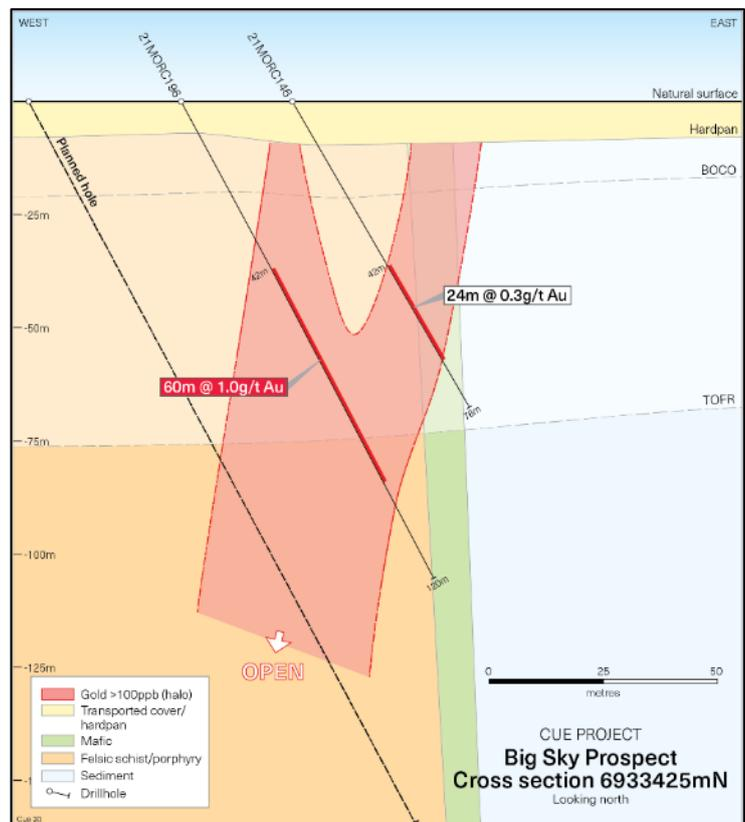 WEST
EAST
21MORC196
21MORC146
Natural surface
Hardpan
Planned hole
BOCO
-25m
42m
42m
24m @ 0.3g/t Au
-50m
60m @ 1.0g/t Au
TOFR
78m
-75m
-100m
120m
OPEN
-125m
0 25 50
metres
Gold >100ppb (halo)
Transported cover/
hardpan
Mafic
Felsic schist/porphyry
Sediment
Drillhole
CUE PROJECT
Big Sky Prospect
Cross section 6933425mN
Looking north